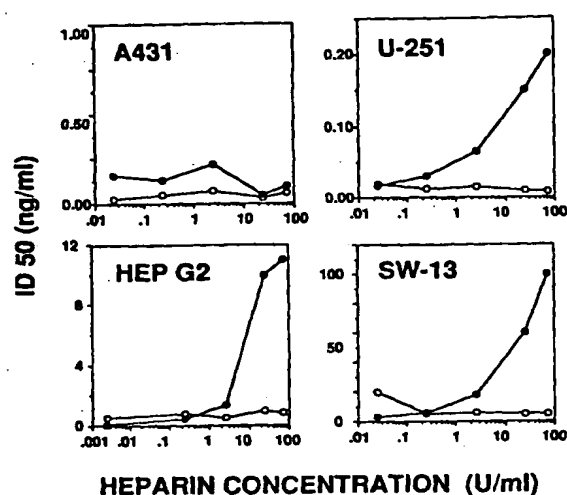 ID 50 (ng/ml)
A431
1.00
0.50
0.00
.01 .1 1 10 100
U-251
0.20
0.10
0.00
.01 .1 1 10 100
HEP G2
12
8
4
0
.001 .01 .1 1 10 100
SW-13
100
50
0
.01 .1 1 10 100
HEPARIN CONCENTRATION (U/ml)